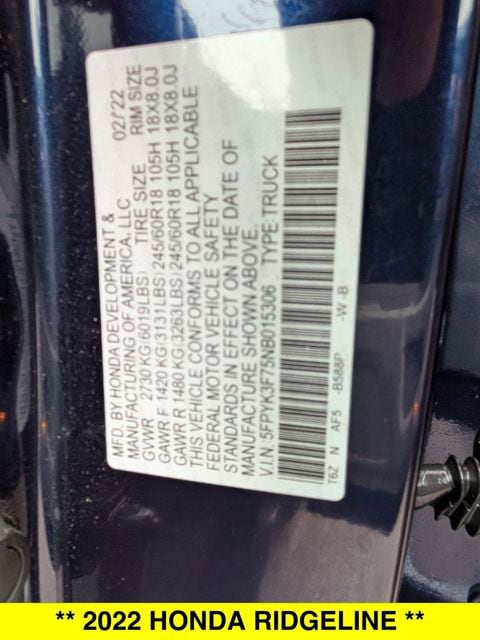 MFD. BY HONDA DEVELOPMENT & 02/22
MANUFACTURING OF AMERICA, LLC
GVWR 2730 KG(6019LBS) TIRE SIZE RIM SIZE
GAWR F 1420 KG(3131LBS)245/60R18 105H 18X8.0J
GAWR R 1480 KG(3263LBS)245/60R18 105H 18X8.0J
THIS VEHICLE CONFORMS TO ALL APPLICABLE
FEDERAL MOTOR VEHICLE SAFETY
STANDARDS IN EFFECT ON THE DATE OF
MANUFACTURE SHOWN ABOVE.
V.I.N. 5FPYK3F75NB015306 TYPE:TRUCK
T6Z N AF5 -B588P -W -B
** 2022 HONDA RIDGELINE **